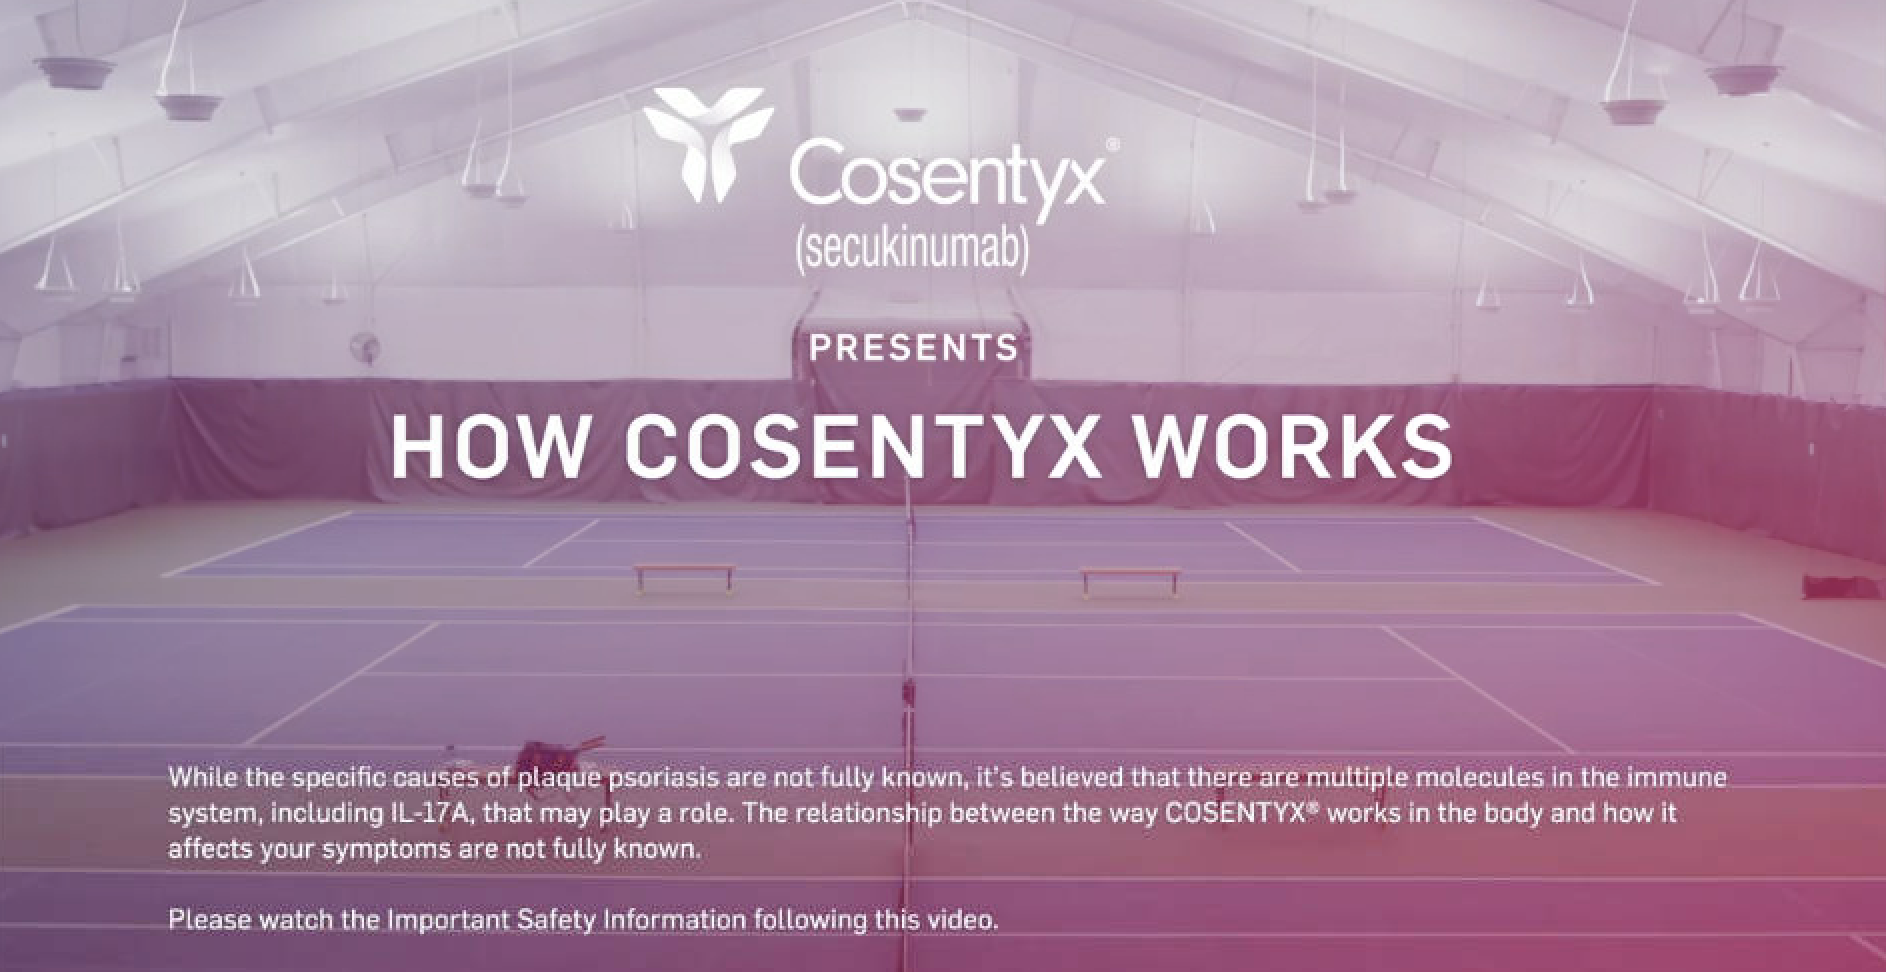 Cosentyx®
(secukinumab)
PRESENTS
HOW COSENTYX WORKS
While the specific causes of plaque psoriasis are not fully known, it's believed that there are multiple molecules in the immune
system, including IL-17A, that may play a role. The relationship between the way COSENTYX® works in the body and how it
affects your symptoms are not fully known.
Please watch the Important Safety Information following this video.